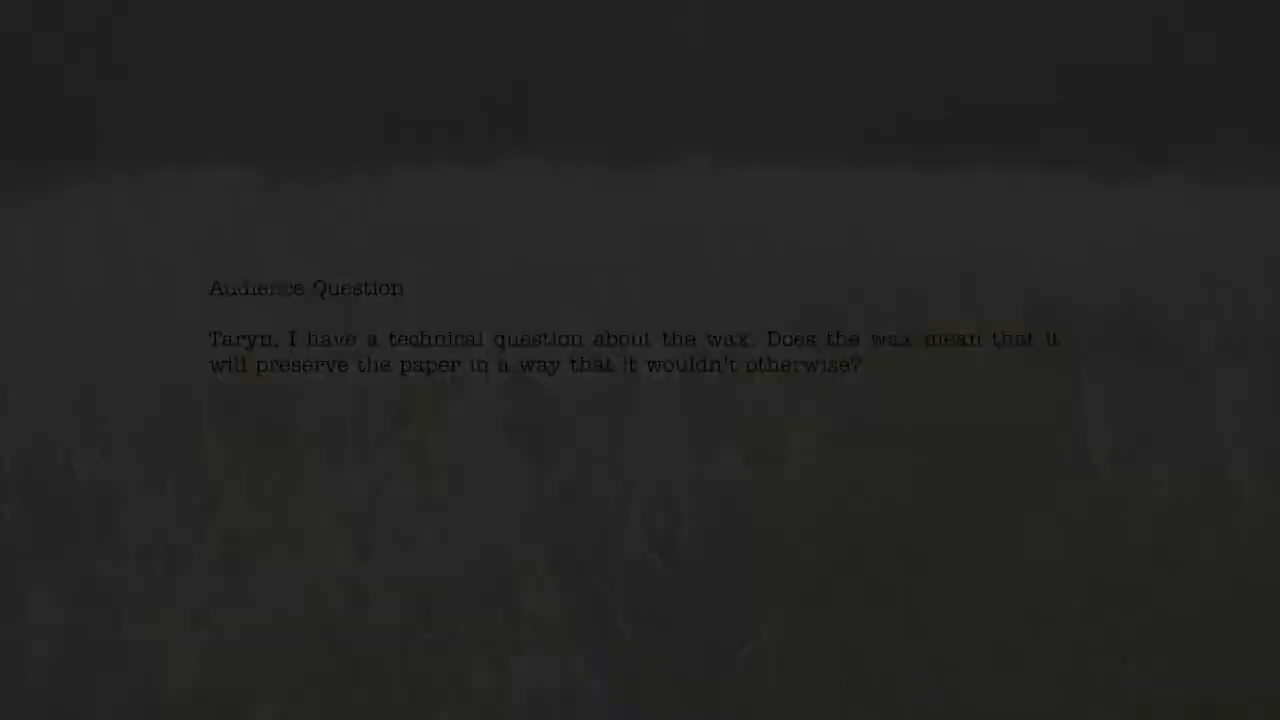 Audience Question
Taryn, I have a technical question about the wax. Does the wax mean that it
will preserve the paper in a way that it wouldn't otherwise?